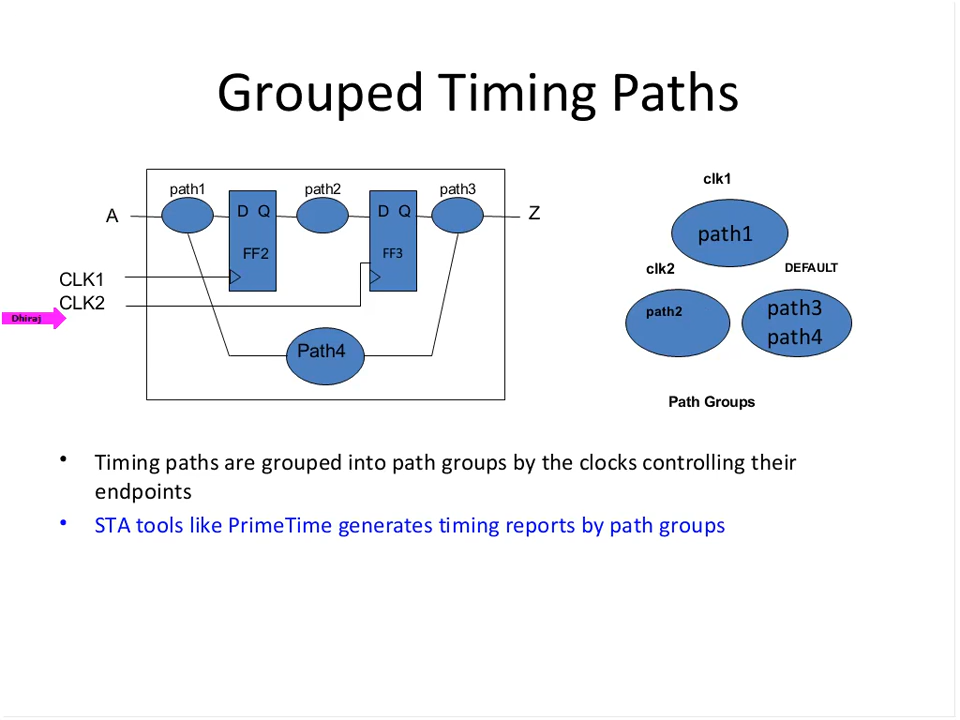 Grouped Timing Paths
path1
path2
path3
A
D Q
D Q
Z
FF2
FF3
CLK1
CLK2
Dhiraj
Path4
clk1
path1
clk2
DEFAULT
path2
path3
path4
Path Groups
• Timing paths are grouped into path groups by the clocks controlling their
endpoints
• STA tools like PrimeTime generates timing reports by path groups